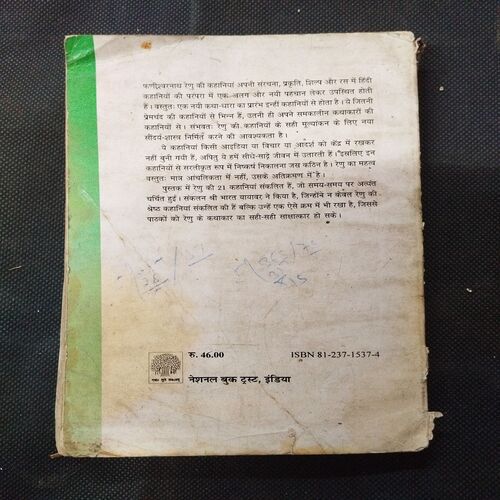 फणीश्वरनाथ रेणु की कहानियां अपनी संरचना, प्रकृति, शिल्प और रस में हिंदी
कहानियों की परंपरा में एक अलग और नयी पहचान लेकर उपस्थित होती
हैं। वस्तुतः एक नयी कथा-धारा का प्रारंभ इन्हीं कहानियों से होता है। ये जितनी
प्रेमचंद की कहानियों से भिन्न हैं, उतनी ही अपने समकालीन कथाकारों की
कहानियों से। संभवतः रेणु की कहानियों के सही मूल्यांकन के लिए नया
सौंदर्य-शास्त्र निर्मित करने की आवश्यकता है।
ये कहानियां किसी आइडिया या विचार या आदर्श को केंद्र में रखकर
नहीं बुनी गयी हैं, अपितु ये हमें सीधे-सादे जीवन में उतारती हैं। इसलिए इन
कहानियों से सरलीकृत रूप में निष्कर्ष निकालना जरा कठिन है। रेणु का महत्व
वस्तुतः मात्र आंचलिकता में नहीं, उसके अतिक्रमण में है।
पुस्तक में रेणु की 21 कहानियां संकलित हैं, जो समय-समय पर अत्यंत
चर्चित हुईं। संकलन श्री भारत यायावर ने किया है, जिन्होंने न केवल रेणु की
श्रेष्ठ कहानियां संकलित की हैं बल्कि उन्हें एक ऐसे क्रम में भी रखा है, जिससे
पाठकों को रेणु के कथाकार का सही-सही साक्षात्कार हो सके।
रु. 46.00 ISBN 81-237-1537-4
नेशनल बुक ट्रस्ट, इंडिया